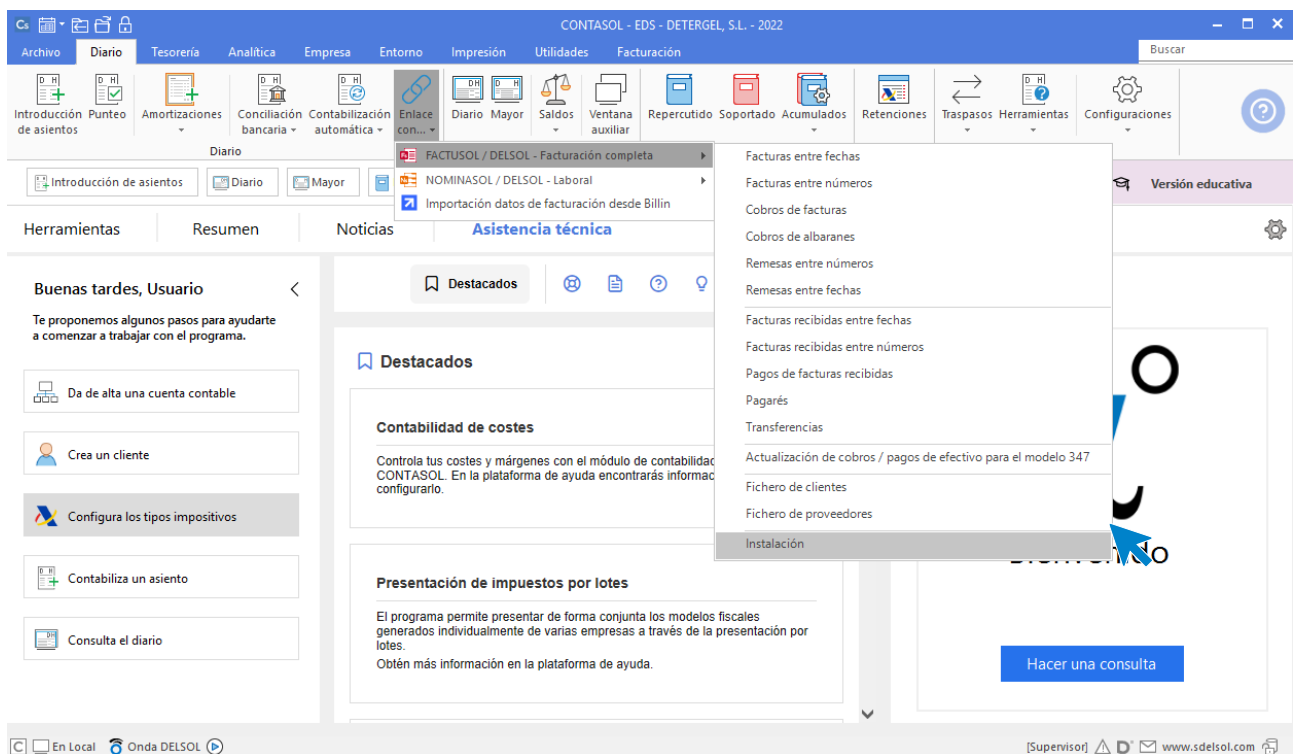 Cs
CONTASOL - EDS - DETERGEL, S.L. - 2022
Archivo Diario Tesorería Analítica Empresa Entorno Impresión Utilidades Facturación
Buscar
Introducción de asientos
Punteo
Amortizaciones
Conciliación bancaria
Contabilización automática
Enlace con...
Diario
Mayor
Saldos
Ventana auxiliar
Repercutido
Soportado
Acumulados
Retenciones
Traspasos
Herramientas
Configuraciones
Diario
FACTUSOL / DELSOL - Facturación completa
NOMINASOL / DELSOL - Laboral
Importación datos de facturación desde Billin
Introducción de asientos
Diario
Mayor
Versión educativa
Herramientas
Resumen
Noticias
Asistencia técnica
Facturas entre fechas
Facturas entre números
Cobros de facturas
Cobros de albaranes
Remesas entre números
Remesas entre fechas
Facturas recibidas entre fechas
Facturas recibidas entre números
Pagos de facturas recibidas
Pagarés
Transferencias
Actualización de cobros / pagos de efectivo para el modelo 347
Fichero de clientes
Fichero de proveedores
Instalación
Buenas tardes, Usuario
Te proponemos algunos pasos para ayudarte
a comenzar a trabajar con el programa.
Da de alta una cuenta contable
Crea un cliente
Configura los tipos impositivos
Contabiliza un asiento
Consulta el diario
Destacados
Destacados
Contabilidad de costes
Controla tus costes y márgenes con el módulo de contabilidad
CONTASOL. En la plataforma de ayuda encontrarás informac
configurarlo.
Presentación de impuestos por lotes
El programa permite presentar de forma conjunta los modelos fiscales
generados individualmente de varias empresas a través de la presentación por
lotes.
Obtén más información en la plataforma de ayuda.
Hacer una consulta
En Local
Onda DELSOL
[Supervisor]
www.sdelsol.com